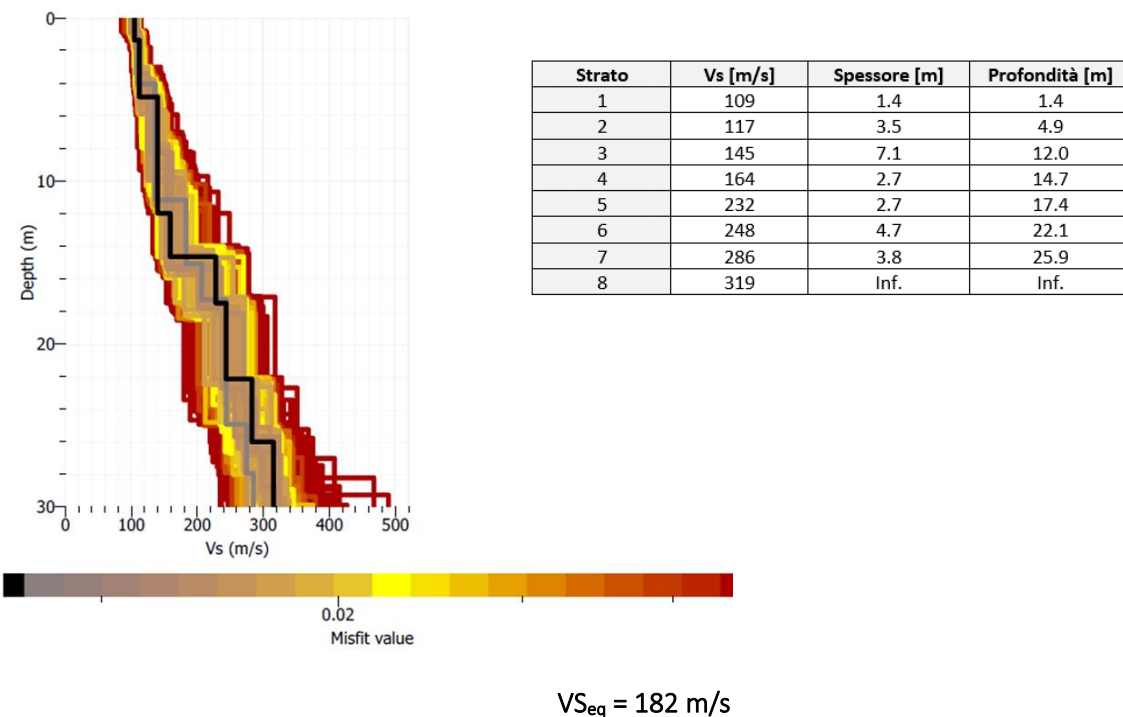 0
10
20
30
Depth (m)
0 100 200 300 400 500
Vs (m/s)
0.02
Misfit value
Strato Vs [m/s] Spessore [m] Profondità [m]
1 109 1.4 1.4
2 117 3.5 4.9
3 145 7.1 12.0
4 164 2.7 14.7
5 232 2.7 17.4
6 248 4.7 22.1
7 286 3.8 25.9
8 319 Inf. Inf.
VSeq = 182 m/s